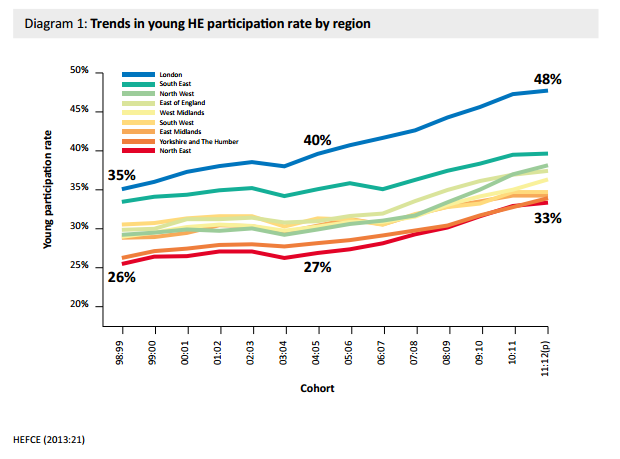 Diagram 1: Trends in young HE participation rate by region
50%
45%
40%
35%
30%
25%
20%
Young participation rate
London
South East
North West
East of England
West Midlands
South West
East Midlands
Yorkshire and The Humber
North East
35%
26%
40%
27%
48%
33%
98:99
99:00
00:01
01:02
02:03
03:04
04:05
05:06
06:07
07:08
08:09
09:10
10:11
11:12(p)
Cohort
HEFCE (2013:21)